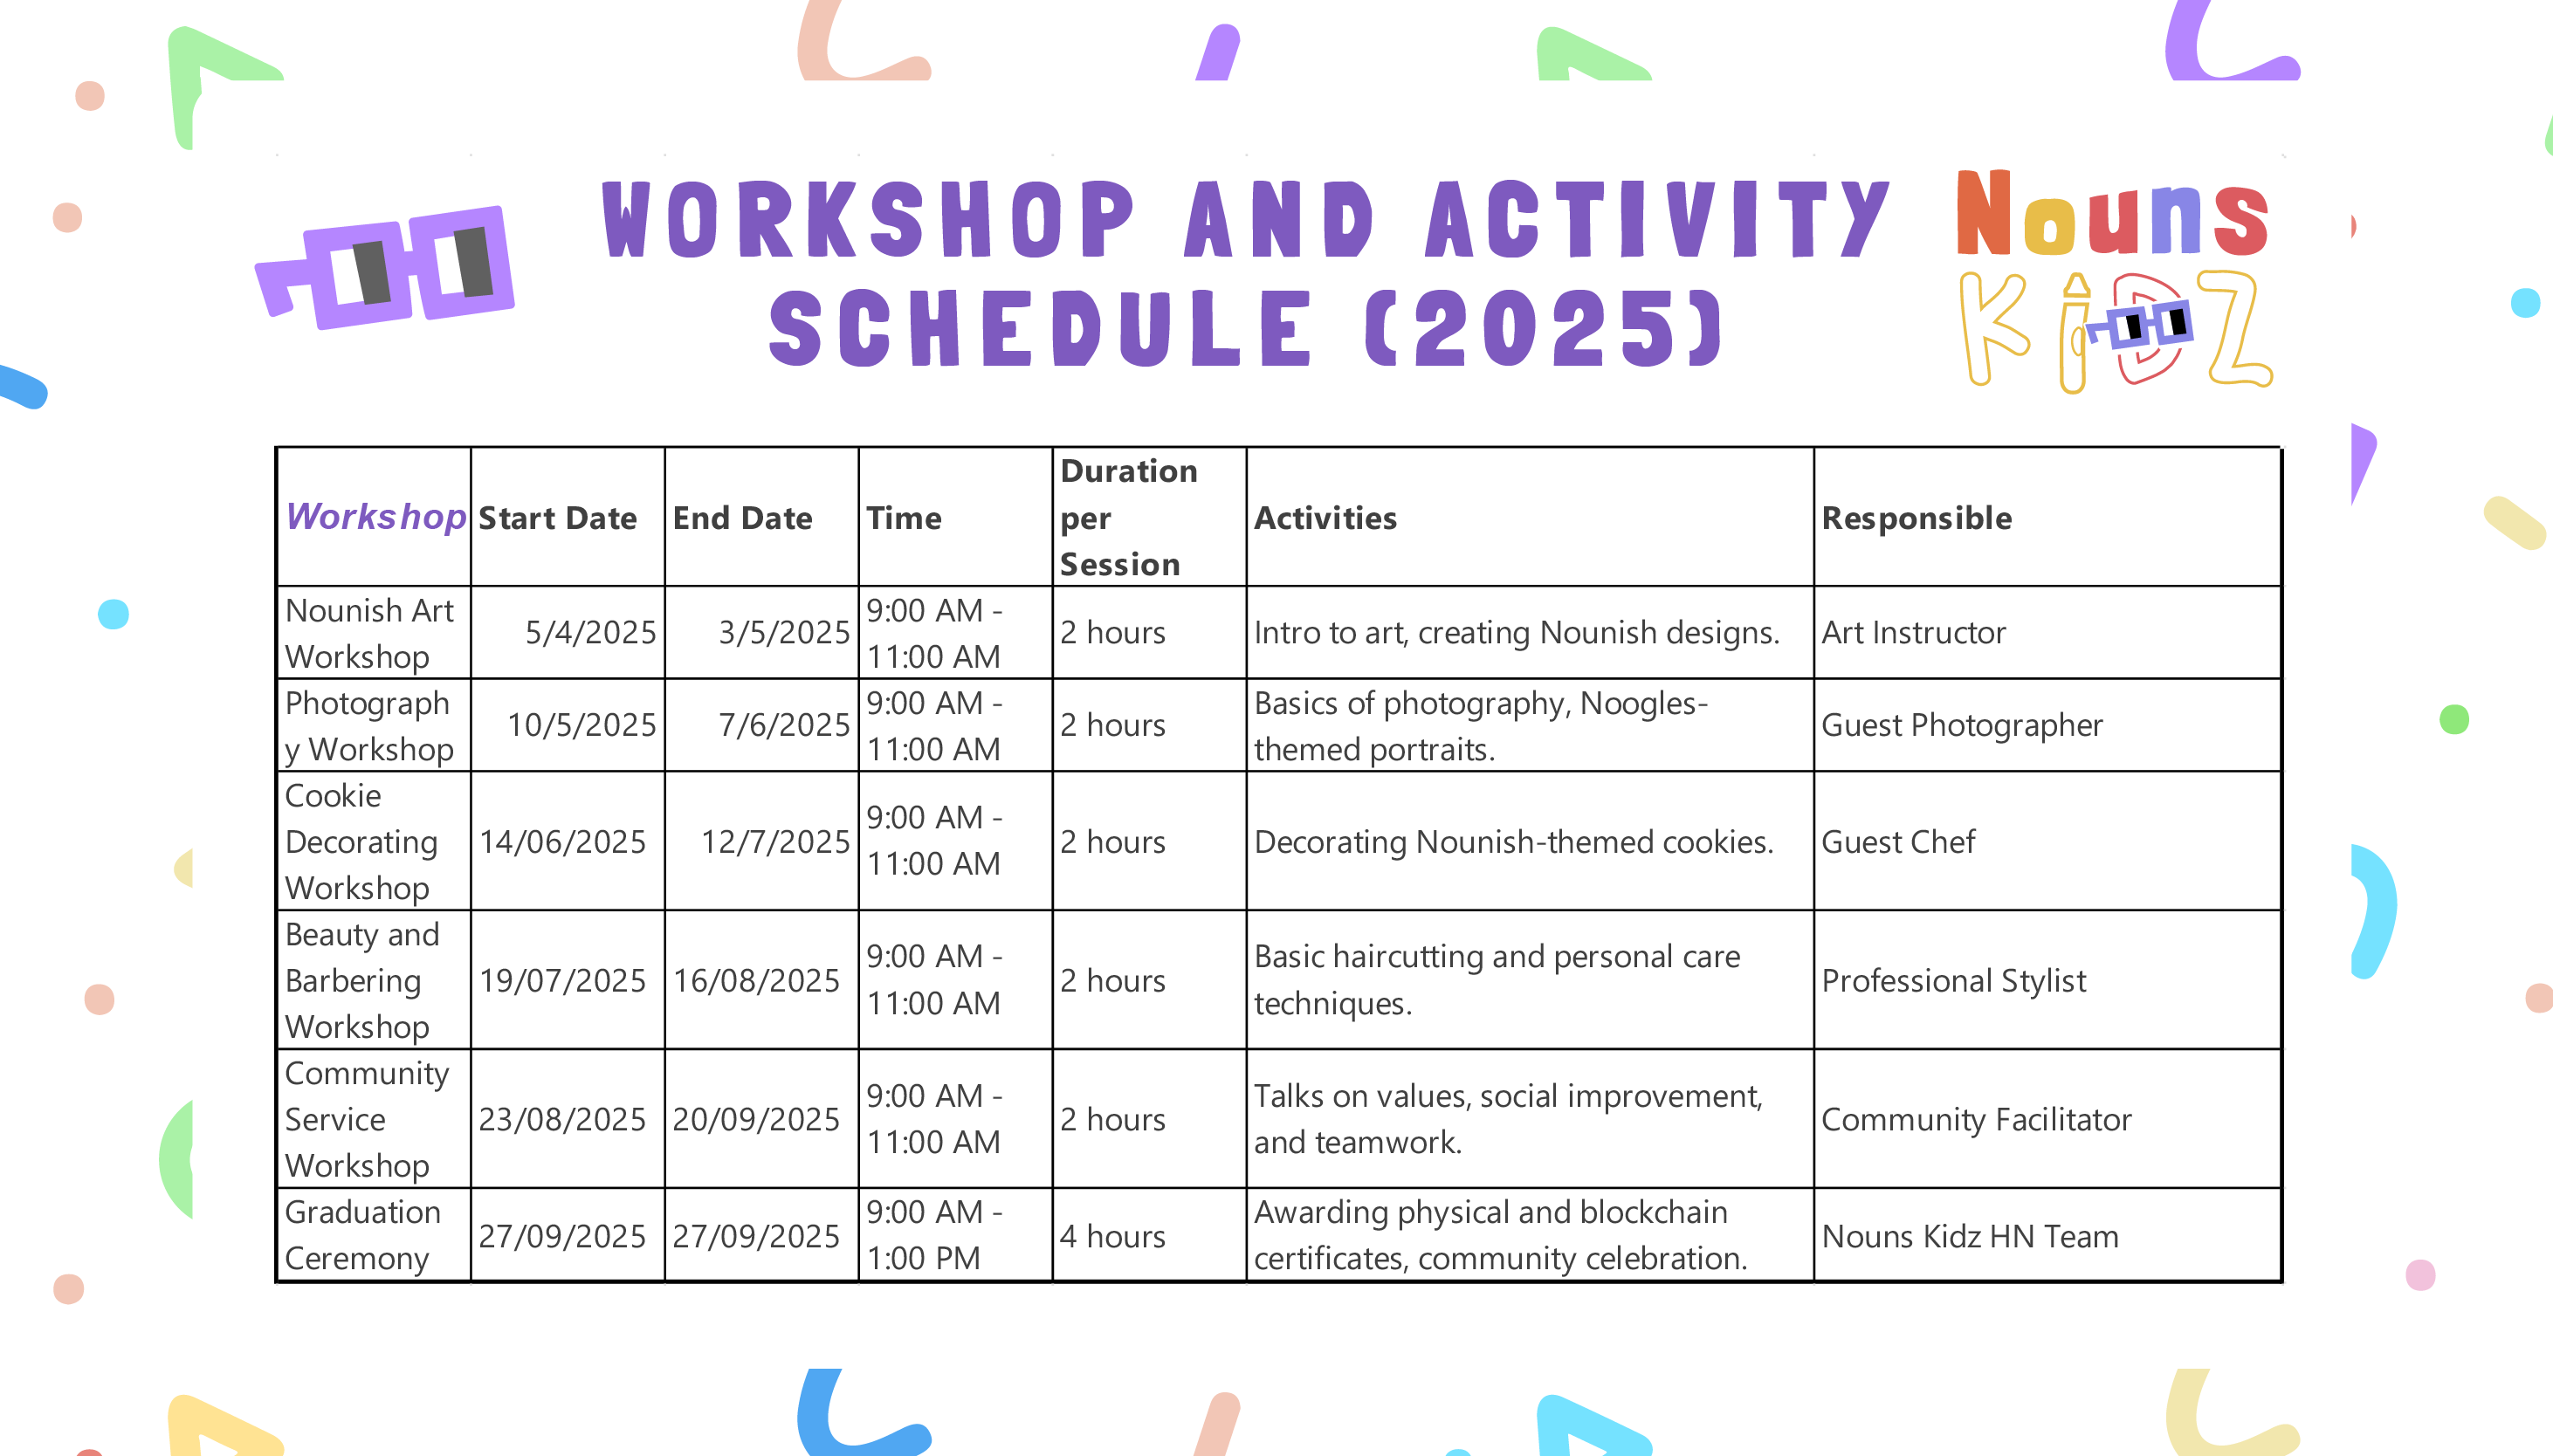 WORKSHOP AND ACTIVITY
SCHEDULE (2025)
Nouns
KiDZ
Workshop Start Date End Date Time Duration per Session Activities Responsible
Nounish Art Workshop 5/4/2025 3/5/2025 9:00 AM - 11:00 AM 2 hours Intro to art, creating Nounish designs. Art Instructor
Photography Workshop 10/5/2025 7/6/2025 9:00 AM - 11:00 AM 2 hours Basics of photography, Noogles-themed portraits. Guest Photographer
Cookie Decorating Workshop 14/06/2025 12/7/2025 9:00 AM - 11:00 AM 2 hours Decorating Nounish-themed cookies. Guest Chef
Beauty and Barbering Workshop 19/07/2025 16/08/2025 9:00 AM - 11:00 AM 2 hours Basic haircutting and personal care techniques. Professional Stylist
Community Service Workshop 23/08/2025 20/09/2025 9:00 AM - 11:00 AM 2 hours Talks on values, social improvement, and teamwork. Community Facilitator
Graduation Ceremony 27/09/2025 27/09/2025 9:00 AM - 1:00 PM 4 hours Awarding physical and blockchain certificates, community celebration. Nouns Kidz HN Team